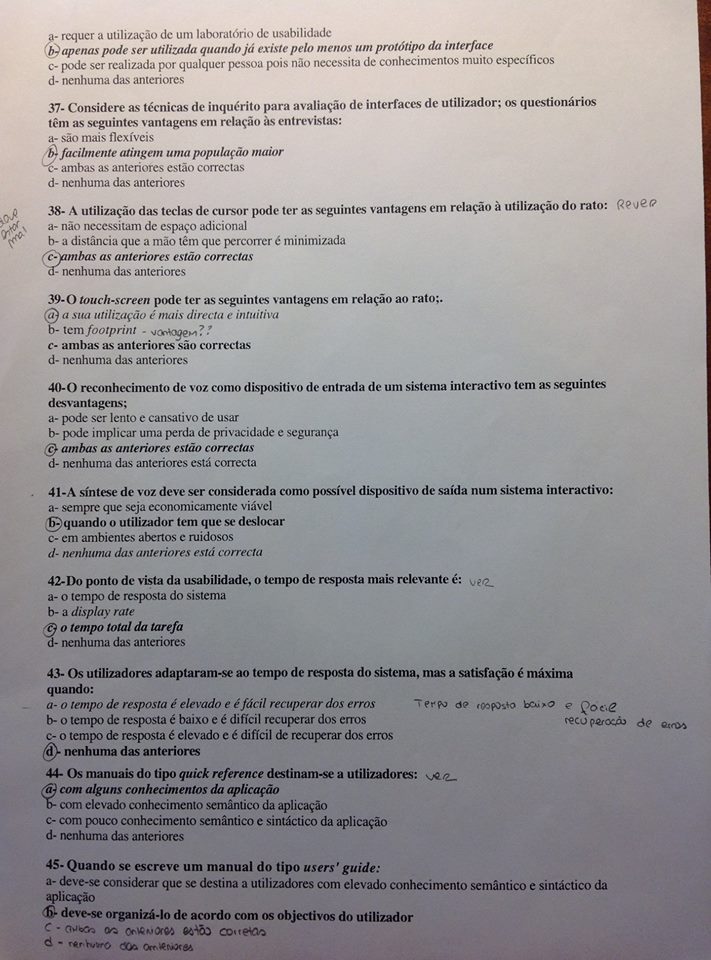 a- requer a utilização de um laboratório de usabilidade
b- apenas pode ser utilizada quando já existe pelo menos um protótipo da interface
c- pode ser realizada por qualquer pessoa pois não necessita de conhecimentos muito específicos
d- nenhuma das anteriores
37- Considere as técnicas de inquérito para avaliação de interfaces de utilizador; os questionários
têm as seguintes vantagens em relação às entrevistas:
a- são mais flexíveis
b- facilmente atingem uma população maior
c- ambas as anteriores estão correctas
d- nenhuma das anteriores
38- A utilização das teclas de cursor pode ter as seguintes vantagens em relação à utilização do rato: Rever
a- não necessitam de espaço adicional
b- a distância que a mão têm que percorrer é minimizada
c- ambas as anteriores estão correctas
d- nenhuma das anteriores
39-O touch-screen pode ter as seguintes vantagens em relação ao rato;.
a- a sua utilização é mais directa e intuitiva
b- tem footprint - vantagem??
c- ambas as anteriores são correctas
d- nenhuma das anteriores
40-O reconhecimento de voz como dispositivo de entrada de um sistema interactivo tem as seguintes
desvantagens;
a- pode ser lento e cansativo de usar
b- pode implicar uma perda de privacidade e segurança
c- ambas as anteriores estão correctas
d- nenhuma das anteriores está correcta
41-A síntese de voz deve ser considerada como possível dispositivo de saída num sistema interactivo:
a- sempre que seja economicamente viável
b- quando o utilizador tem que se deslocar
c- em ambientes abertos e ruidosos
d- nenhuma das anteriores está correcta
42-Do ponto de vista da usabilidade, o tempo de resposta mais relevante é: ver
a- o tempo de resposta do sistema
b- a display rate
c- o tempo total da tarefa
d- nenhuma das anteriores
43- Os utilizadores adaptaram-se ao tempo de resposta do sistema, mas a satisfação é máxima
quando:
a- o tempo de resposta é elevado e é fácil recuperar dos erros Tempo de resposta baixo e fácil
b- o tempo de resposta é baixo e é difícil recuperar dos erros recuperação de erros
c- o tempo de resposta é elevado e é difícil de recuperar dos erros
d- nenhuma das anteriores
44- Os manuais do tipo quick reference destinam-se a utilizadores: ver
a- com alguns conhecimentos da aplicação
b- com elevado conhecimento semântico da aplicação
c- com pouco conhecimento semântico e sintáctico da aplicação
d- nenhuma das anteriores
45- Quando se escreve um manual do tipo users' guide:
a- deve-se considerar que se destina a utilizadores com elevado conhecimento semântico e sintáctico da
aplicação
b- deve-se organizá-lo de acordo com os objectivos do utilizador
c - ambas as anteriores estão corretas
d - nenhuma das anteriores